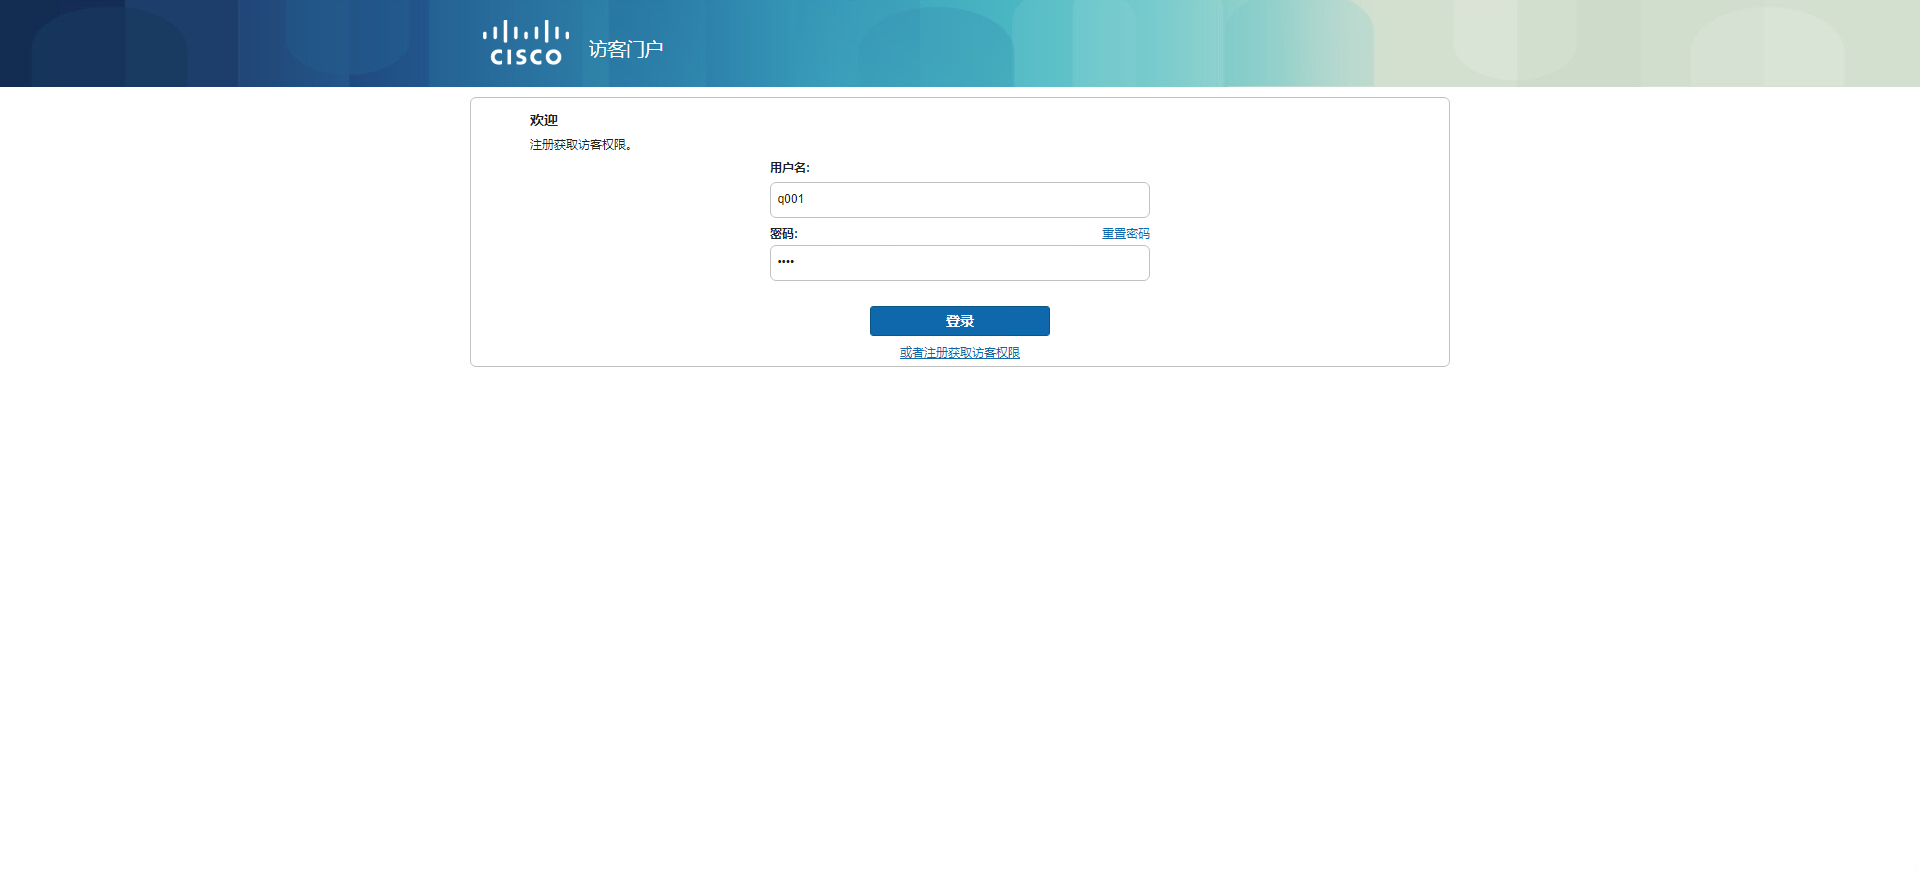 CISCO
访客门户
欢迎
注册获取访客权限。
用户名:
q001
密码:
重置密码
••••
登录
或者注册获取访客权限